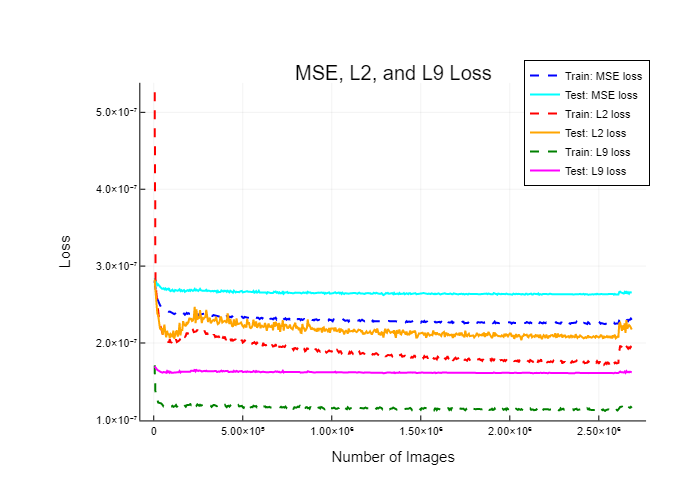 MSE, L2, and L9 Loss
Train: MSE loss
Test: MSE loss
Train: L2 loss
Test: L2 loss
Train: L9 loss
Test: L9 loss
5.0×10⁻⁷
4.0×10⁻⁷
3.0×10⁻⁷
2.0×10⁻⁷
1.0×10⁻⁷
Loss
0 5.00×10⁵ 1.00×10⁶ 1.50×10⁶ 2.00×10⁶ 2.50×10⁶
Number of Images